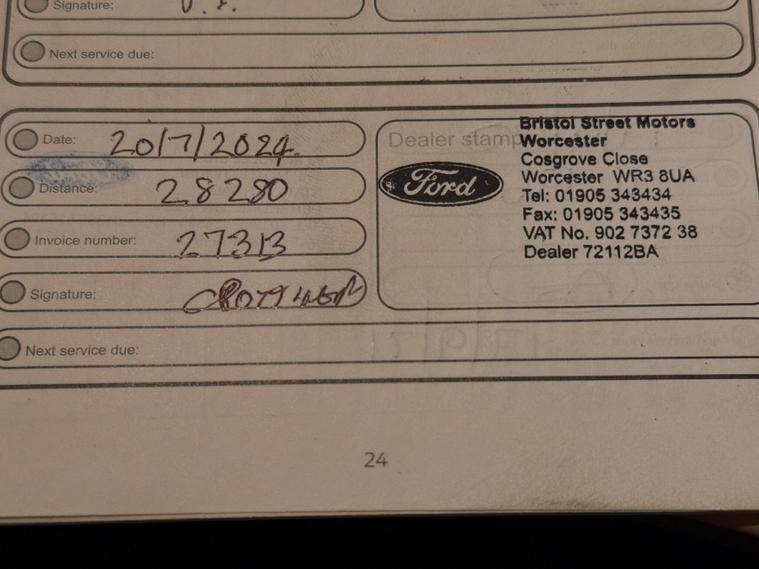 Signature:
Next service due:
Date: 20/7/2024.
Distance: 28280
Invoice number: 27313
Signature:
Next service due:
Dealer stamp
Ford
Bristol Street Motors
Worcester
Cosgrove Close
Worcester WR3 8UA
Tel: 01905 343434
Fax: 01905 343435
VAT No. 902 7372 38
Dealer 72112BA
24